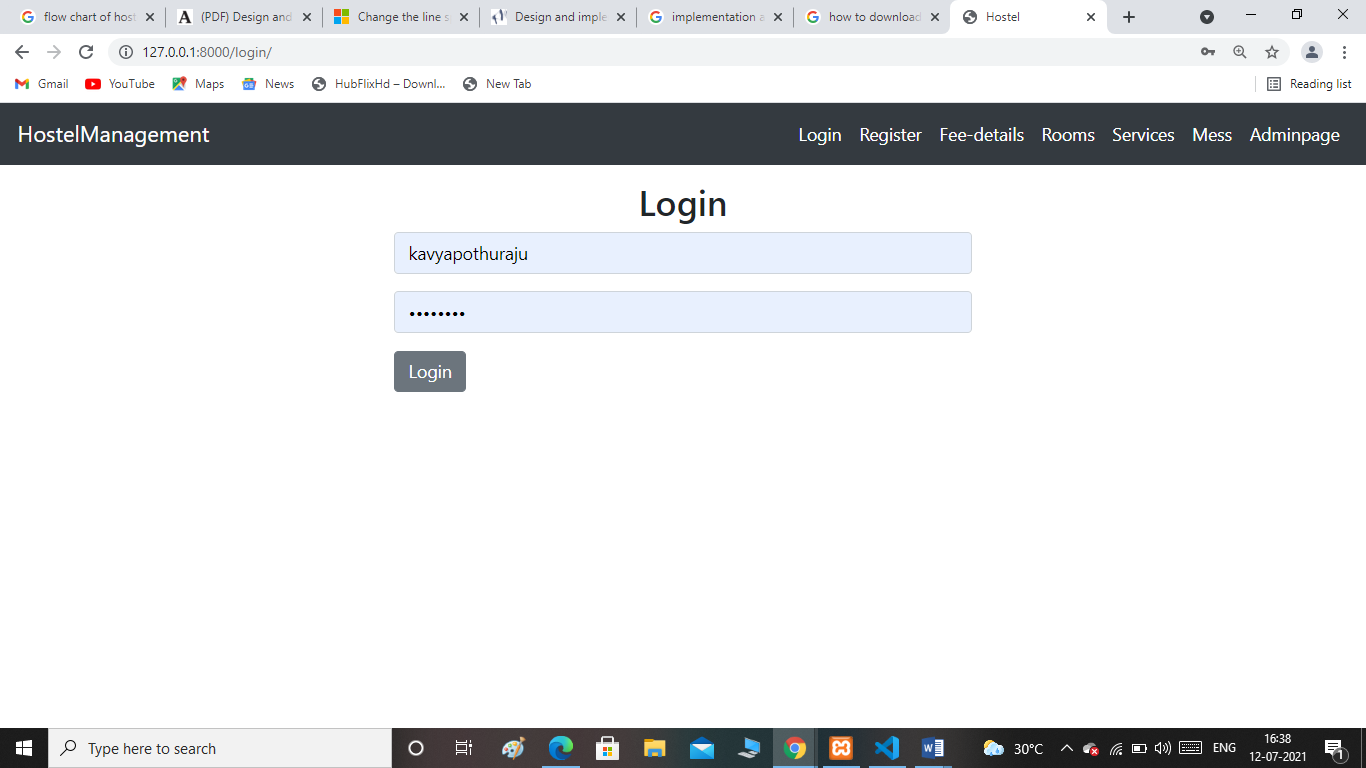 flow chart of host
(PDF) Design and
Change the line s
Design and imple
implementation a
how to download
Hostel
127.0.0.1:8000/login/
Gmail YouTube Maps News HubFlixHd – Downl... New Tab Reading list
HostelManagement Login Register Fee-details Rooms Services Mess Adminpage
Login
kavyapothuraju
••••••••
Login
Type here to search
30°C
ENG
16:38
12-07-2021
1